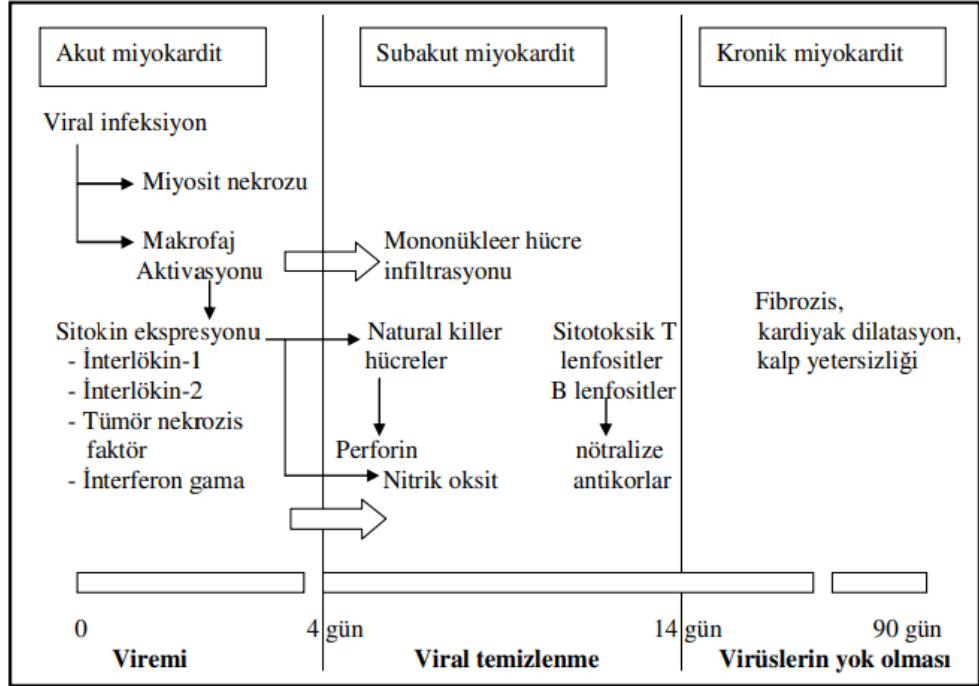 Akut miyokardit
Subakut miyokardit
Kronik miyokardit
Viral infeksiyon
Miyosit nekrozu
Makrofaj
Aktivasyonu
Sitokin ekspresyonu
- İnterlökin-1
- İnterlökin-2
- Tümör nekrozis
faktör
- İnterferon gama
Mononükleer hücre
infiltrasyonu
Natural killer
hücreler
Perforin
Nitrik oksit
Sitotoksik T
lenfositler
B lenfositler
nötralize
antikorlar
Fibrozis,
kardiyak dilatasyon,
kalp yetersizliği
0
4 gün
14 gün
90 gün
Viremi
Viral temizlenme
Virüslerin yok olması